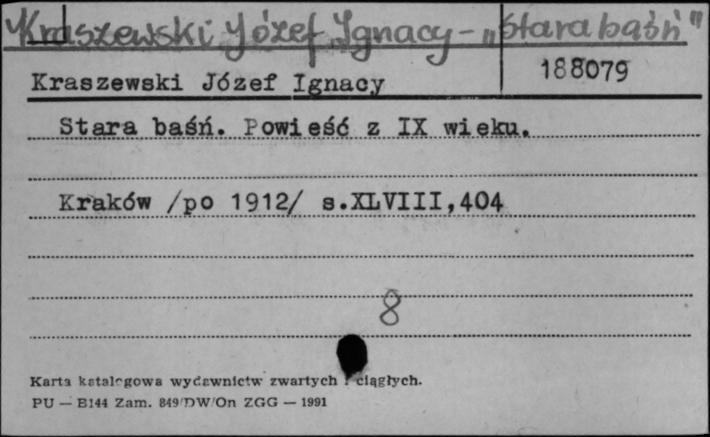 Kraszewski Józef Ignacy - „Stara baśń"
188079
Kraszewski Józef Ignacy
Stara baśń. Powieść z IX wieku.
Kraków /po 1912/ s.XLVIII,404
8
Karta katalogowa wydawnictw zwartych i ciągłych.
PU — B144 Zam. 849/DW/On ZGG — 1991